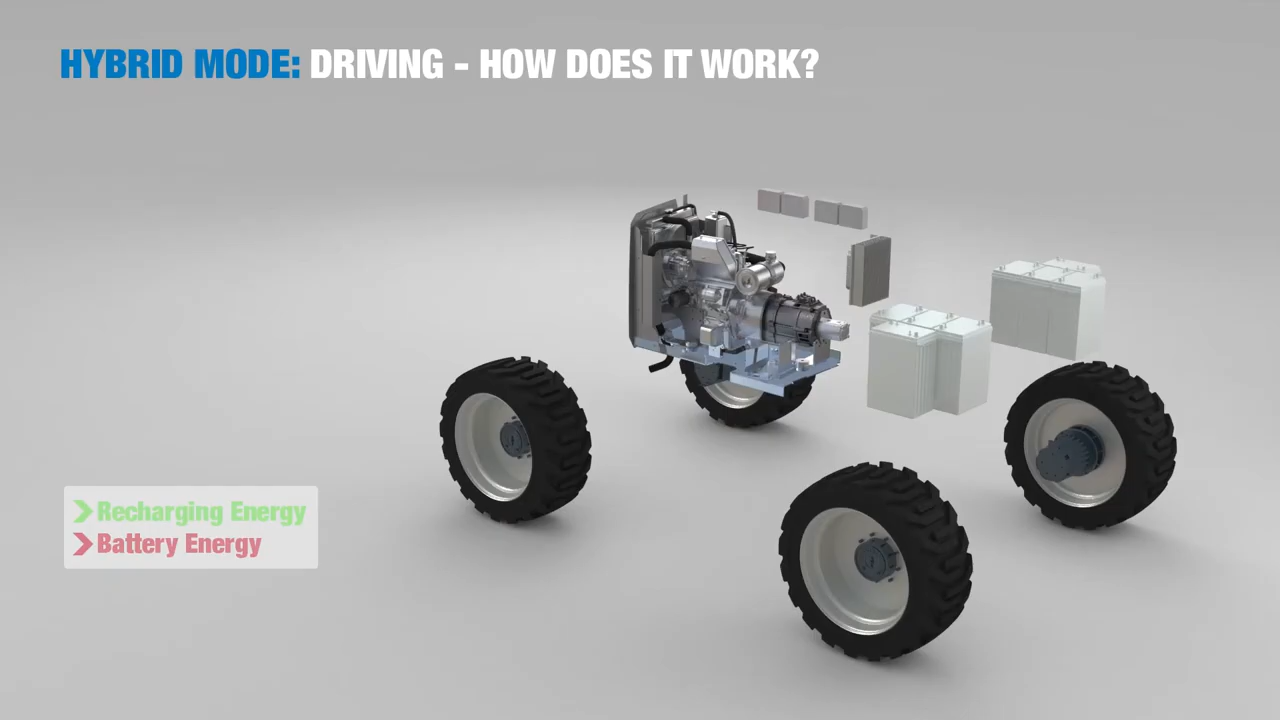 HYBRID MODE: DRIVING - HOW DOES IT WORK?
Recharging Energy
Battery Energy